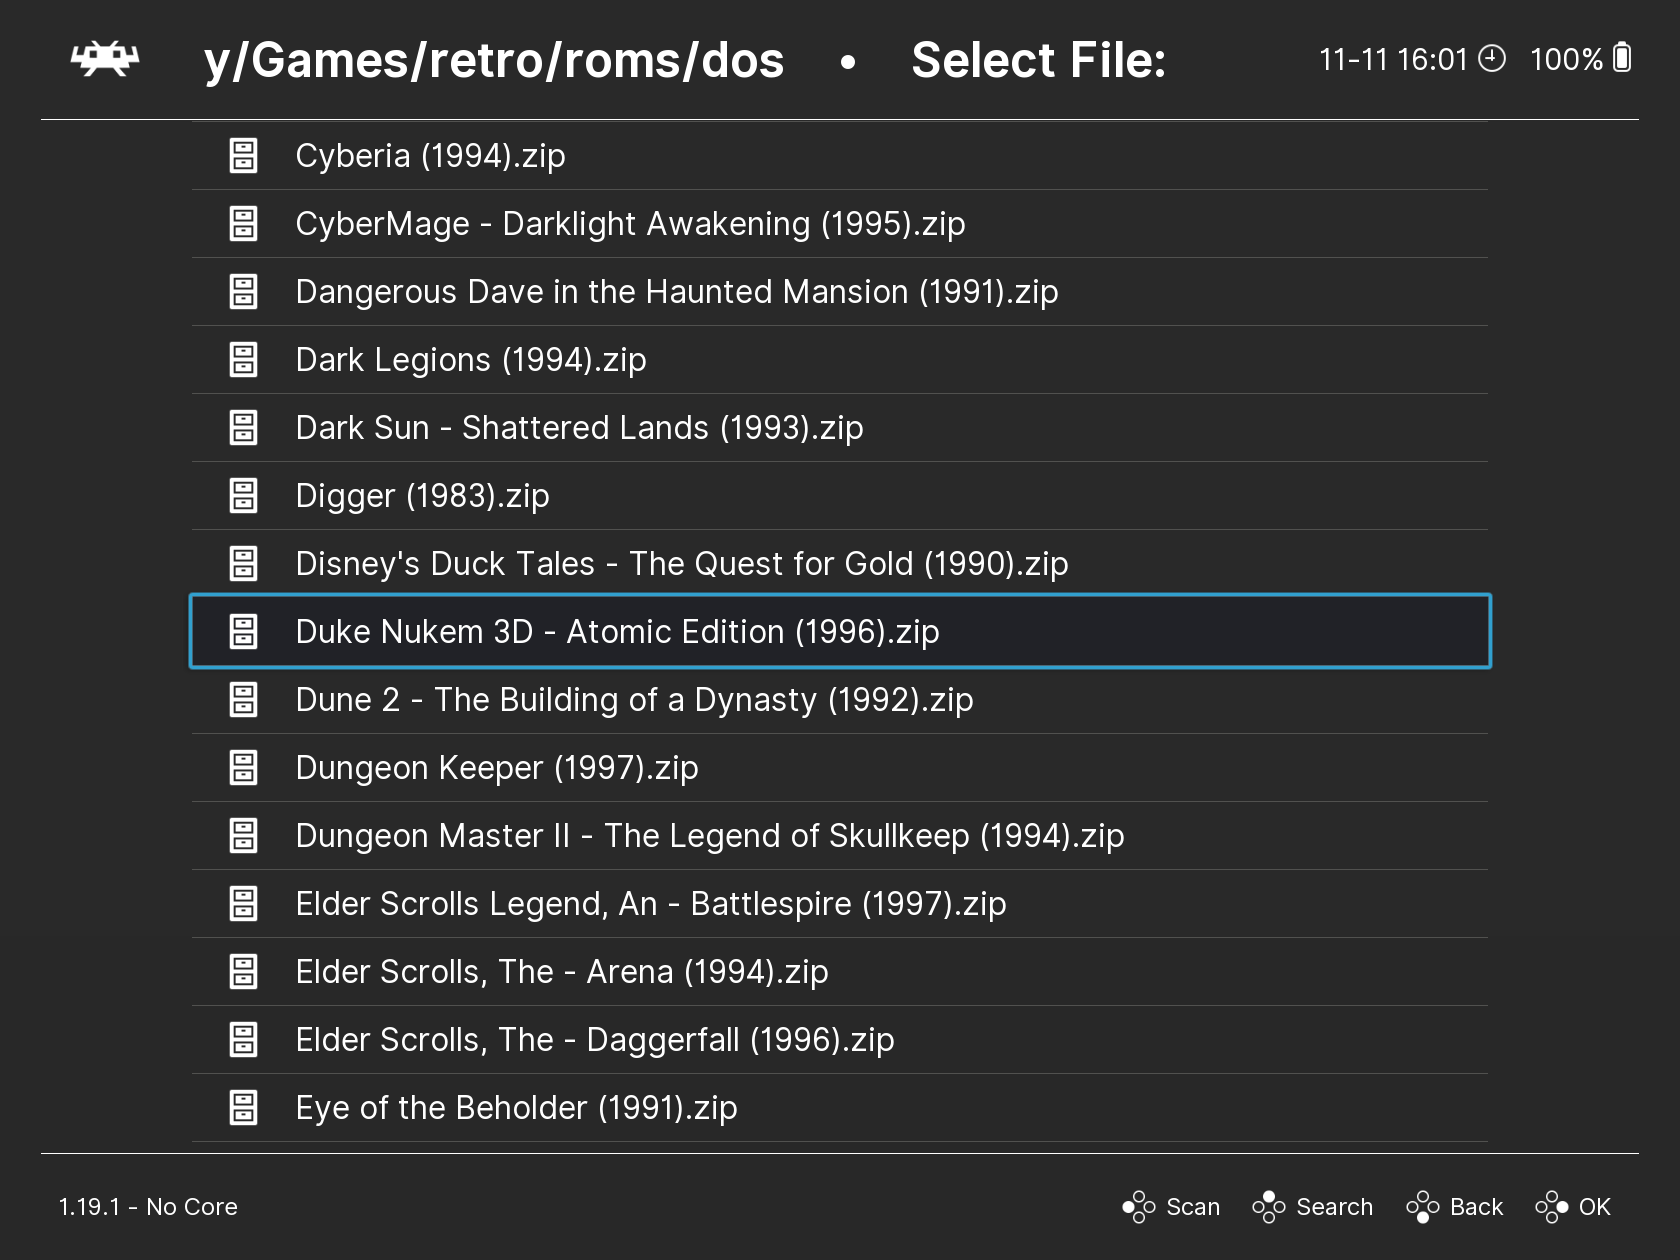 y/Games/retro/roms/dos • Select File: 11-11 16:01 100%
Cyberia (1994).zip
CyberMage - Darklight Awakening (1995).zip
Dangerous Dave in the Haunted Mansion (1991).zip
Dark Legions (1994).zip
Dark Sun - Shattered Lands (1993).zip
Digger (1983).zip
Disney's Duck Tales - The Quest for Gold (1990).zip
Duke Nukem 3D - Atomic Edition (1996).zip
Dune 2 - The Building of a Dynasty (1992).zip
Dungeon Keeper (1997).zip
Dungeon Master II - The Legend of Skullkeep (1994).zip
Elder Scrolls Legend, An - Battlespire (1997).zip
Elder Scrolls, The - Arena (1994).zip
Elder Scrolls, The - Daggerfall (1996).zip
Eye of the Beholder (1991).zip
1.19.1 - No Core Scan Search Back OK